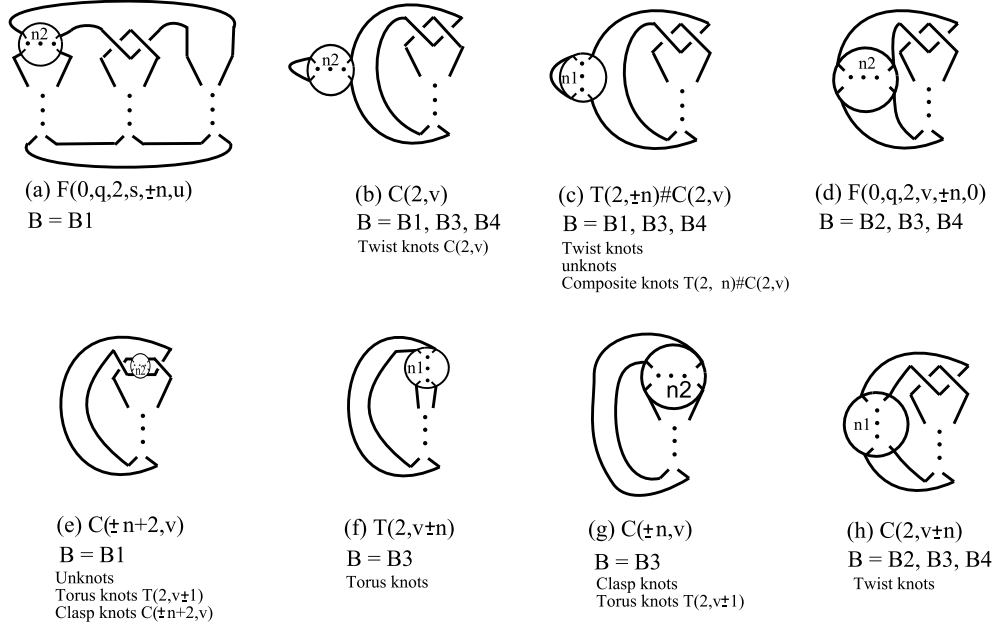 n2
n2
n1
n2
(a) F(0,q,2,s,±n,u)
B = B1
(b) C(2,v)
B = B1, B3, B4
Twist knots C(2,v)
(c) T(2,±n)#C(2,v)
B = B1, B3, B4
Twist knots
unknots
Composite knots T(2, n)#C(2,v)
(d) F(0,q,2,v,±n,0)
B = B2, B3, B4
n2
n1
n2
n1
(e) C(±n+2,v)
B = B1
Unknots
Torus knots T(2,v±1)
Clasp knots C(±n+2,v)
(f) T(2,v±n)
B = B3
Torus knots
(g) C(±n,v)
B = B3
Clasp knots
Torus knots T(2,v±1)
(h) C(2,v±n)
B = B2, B3, B4
Twist knots